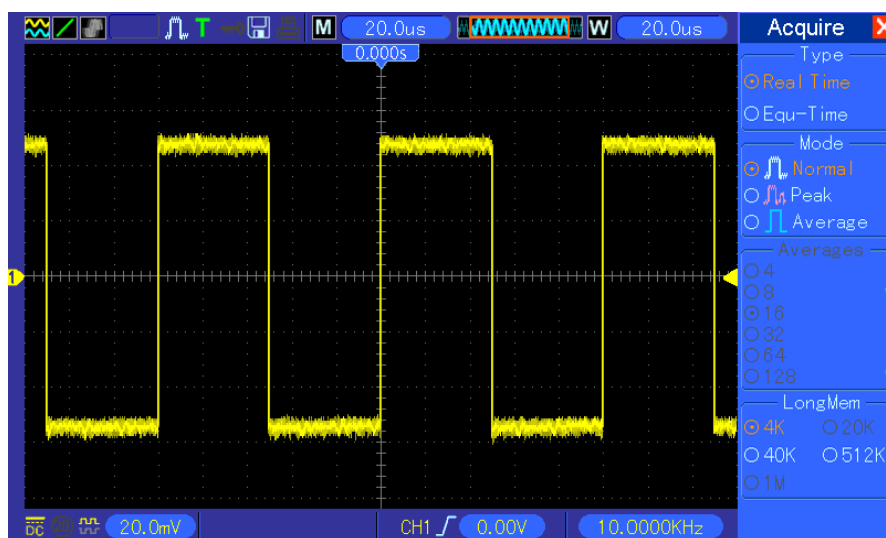 T M 20.0us W 20.0us Acquire
0.000s
Type
Real Time
Equ-Time
Mode
Normal
Peak
Average
1
Averages
4
8
16
32
64
128
LongMem
4K 20K
40K 512K
1M
DC 20.0mV CH1 0.00V 10.0000KHz